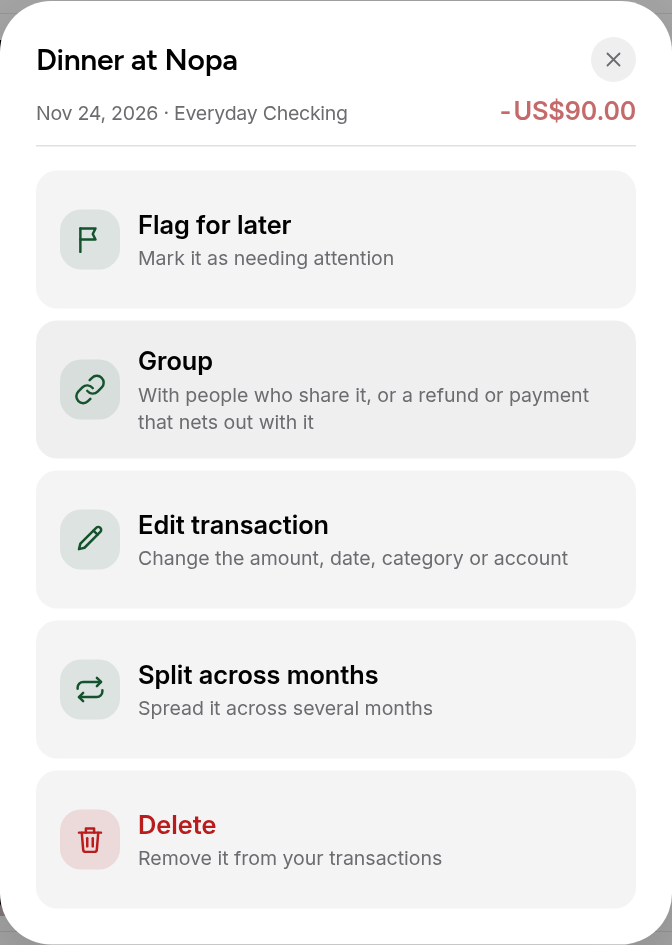 Dinner at Nopa
Nov 24, 2026 · Everyday Checking
-US$90.00
Flag for later
Mark it as needing attention
Group
With people who share it, or a refund or payment
that nets out with it
Edit transaction
Change the amount, date, category or account
Split across months
Spread it across several months
Delete
Remove it from your transactions